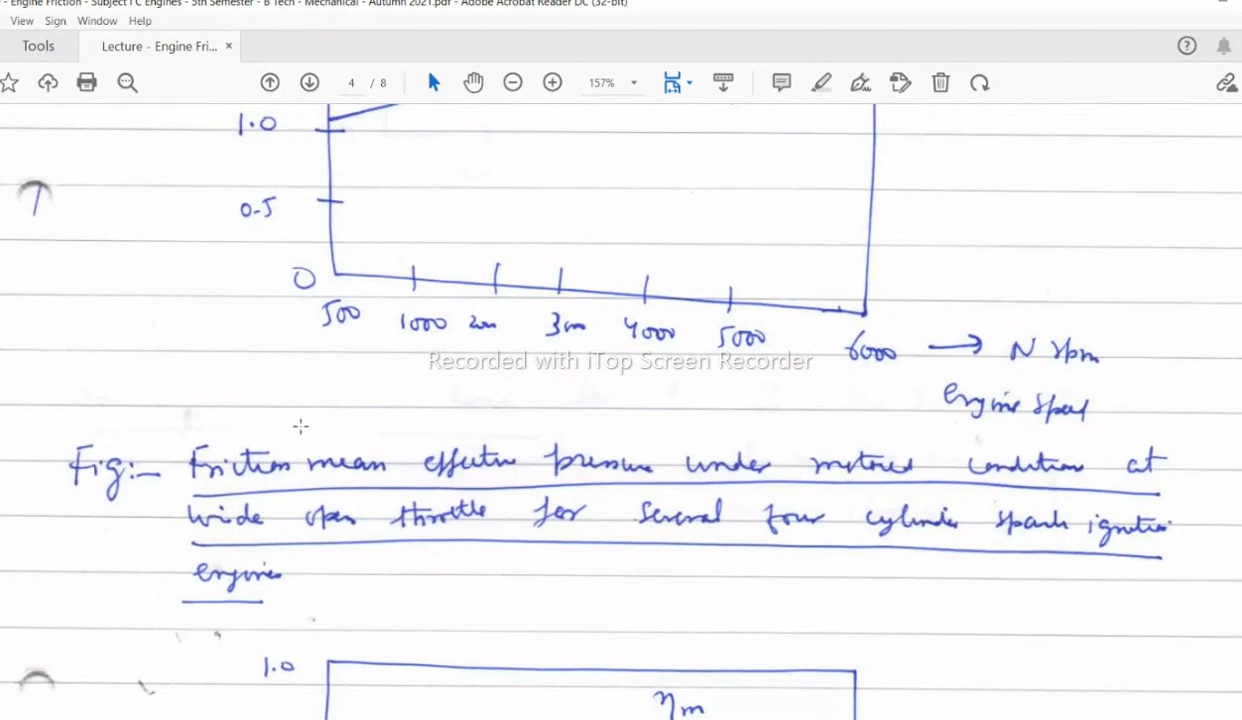 - Engine Friction - Subject I C Engines - 5th Semester - B Tech - Mechanical - Autumn 2021.pdf - Adobe Acrobat Reader DC (32-bit)
View Sign Window Help
Tools Lecture - Engine Fri... ×
4 / 8 157%
1.0
0.5
0
500 1000 2000 3000 4000 5000 6000 → N rpm
Recorded with iTop Screen Recorder
engine speed
Fig:- Friction mean effective pressure under motored condition at
wide open throttle for several four cylinder spark ignition
engines
1.0
ηm